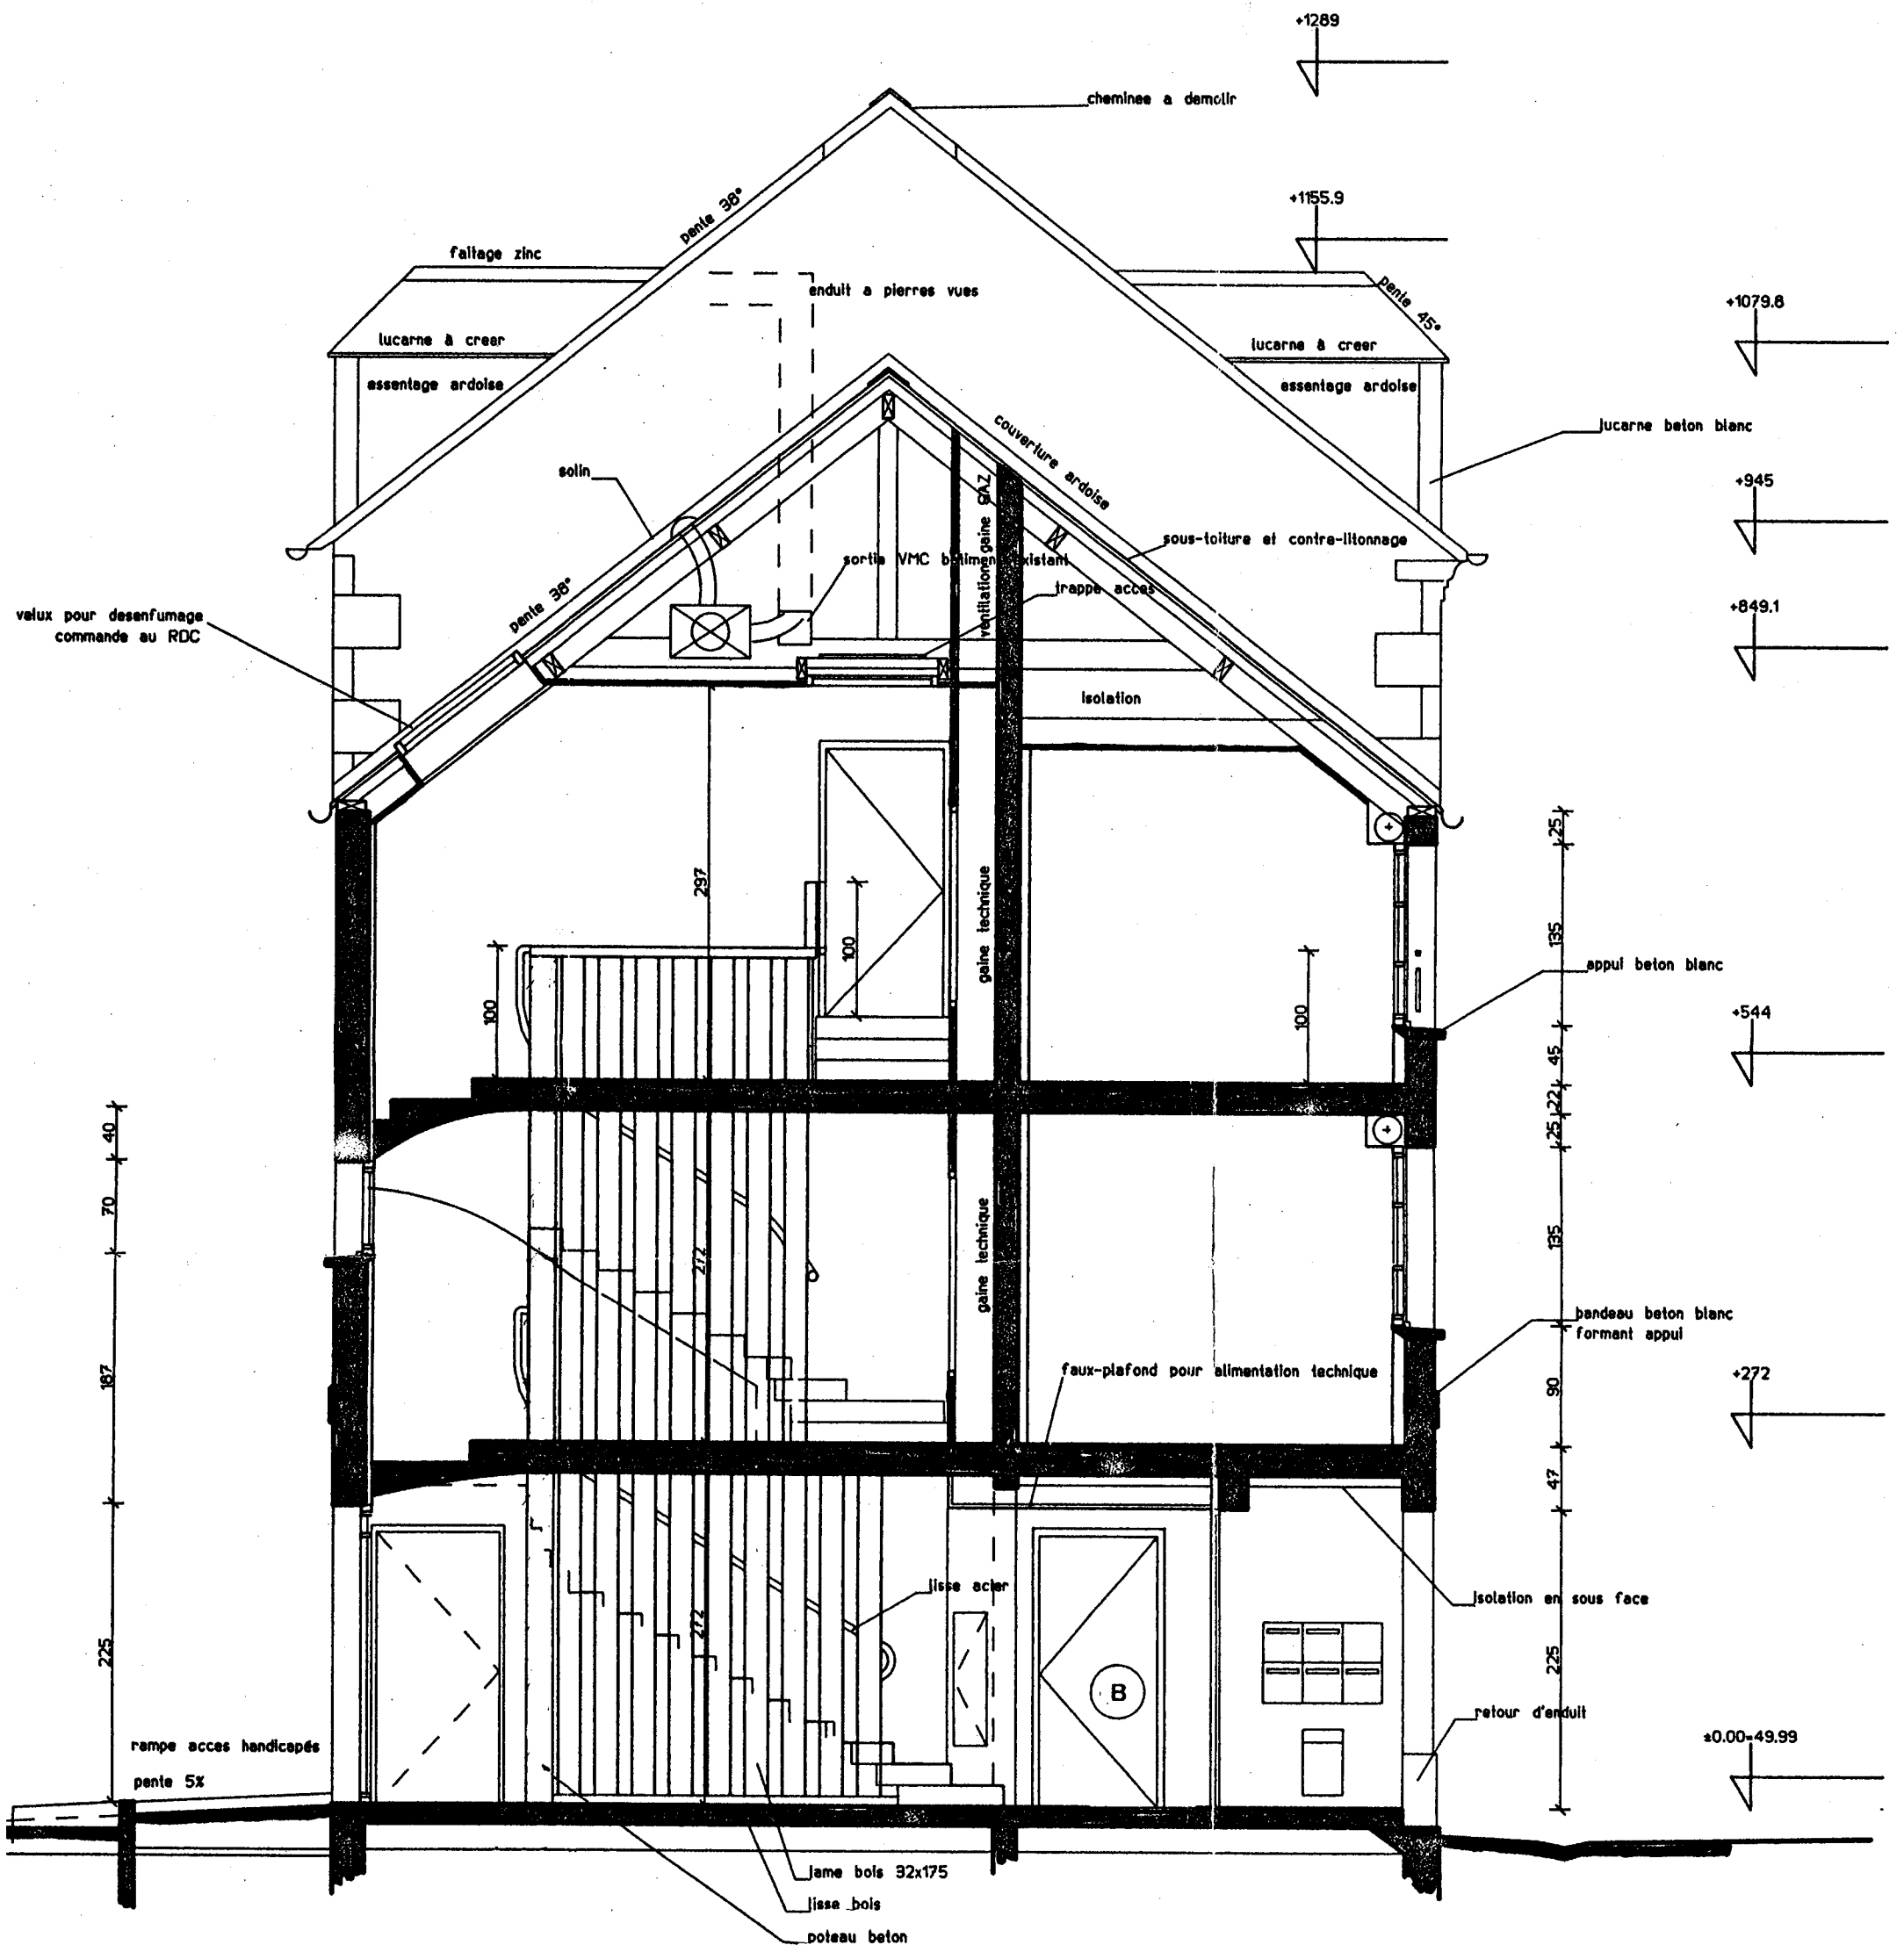 +1289
cheminee a demolir
+1155.9
pente 38°
faitage zinc
enduit a pierres vues
pente 45°
+1079.8
lucarne à creer
lucarne à creer
essentage ardoise
essentage ardoise
lucarne beton blanc
couverture ardoise
solin
+945
ventilation gaine GAZ
sous-toiture et contre-litonnage
sortie VMC batiment existant
trappe acces
pente 38°
+849.1
velux pour desenfumage
commande au RDC
isolation
25
297
gaine technique
135
100
appui beton blanc
100
100
+544
45
22
25
40
70
gaine technique
135
272
bandeau beton blanc
formant appui
187
faux-plafond pour alimentation technique
90
+272
47
lisse acier
isolation en sous face
272
225
225
B
retour d'enduit
±0.00=49.99
rampe acces handicapés
pente 5%
lame bois 32x175
lisse bois
poteau beton